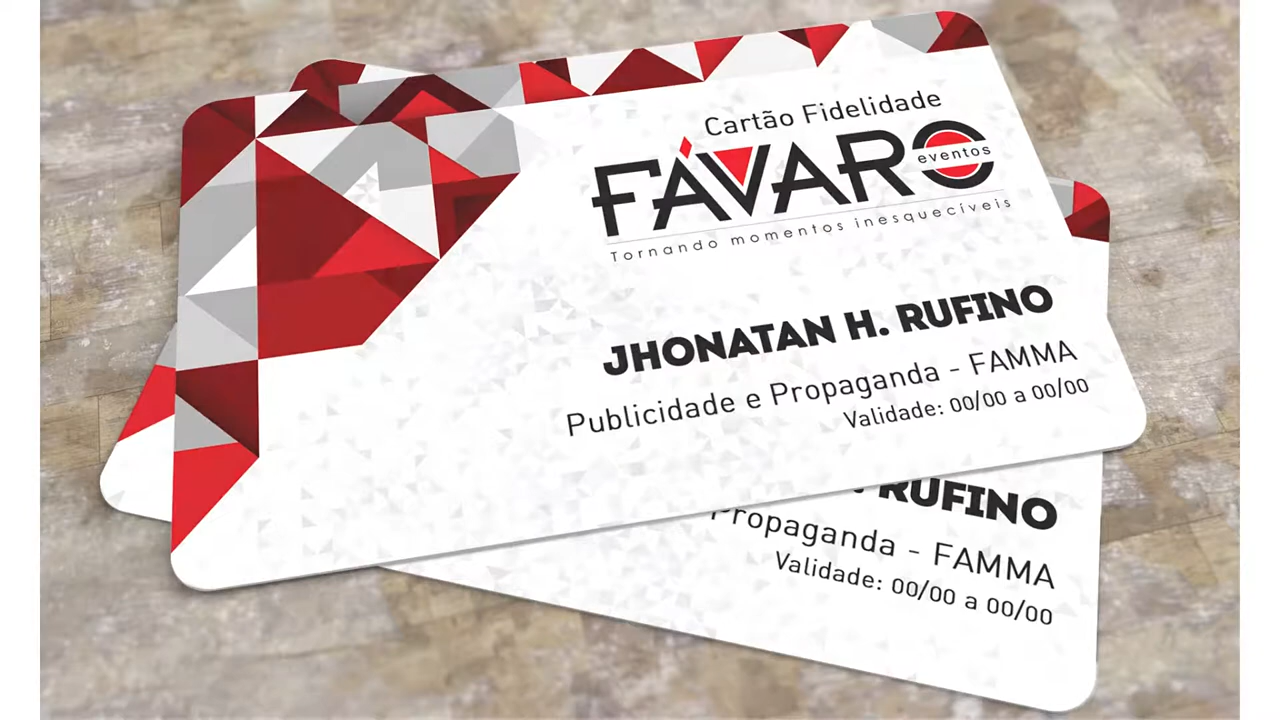 Cartão Fidelidade
FÁVARO
eventos
Tornando momentos inesquecíveis
JHONATAN H. RUFINO
Publicidade e Propaganda - FAMMA
Validade: 00/00 a 00/00
. RUFINO
Propaganda - FAMMA
Validade: 00/00 a 00/00